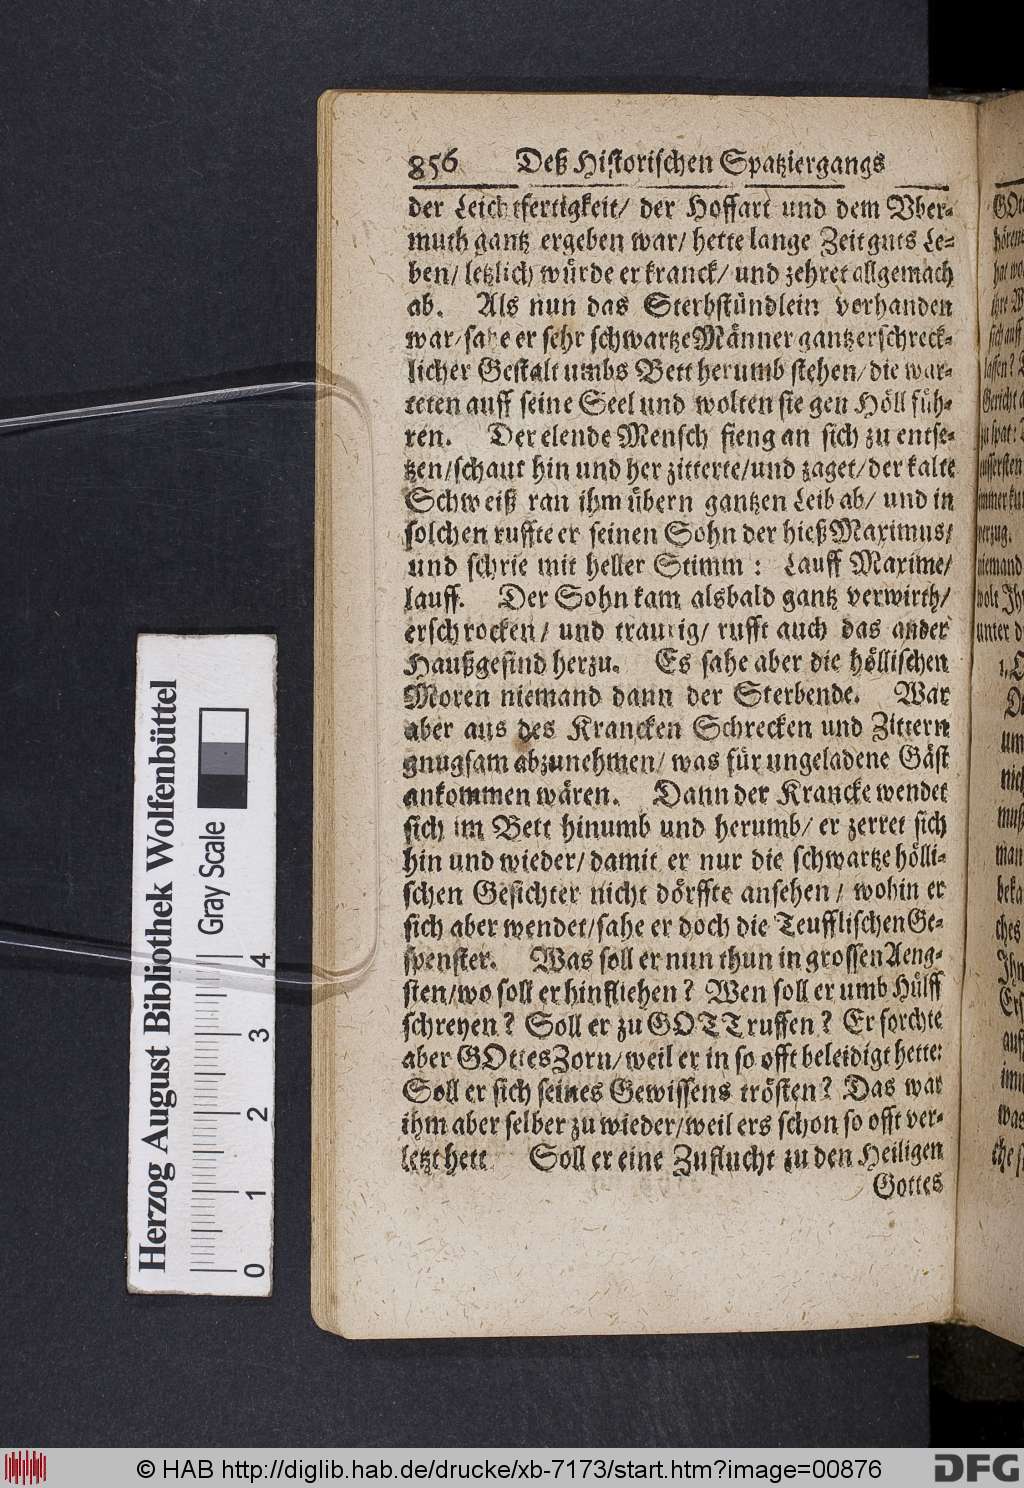 856 Deß Historischen Spatziergangs
der Leichtfertigkeit/ der Hoffart und dem Vber-
muth gantz ergeben war/ hette lange Zeit guts Le-
ben/ letzlich würde er kranck/ und zehret allgemach
ab. Als nun das Sterbstündlein vorhanden
war/ sahe er sehr schwartze Männer gantz erschreck-
licher Gestalt umbs Bett herumb stehen/ die war-
teten auff seine Seel und wolten sie gen Höll füh-
ren. Der elende Mensch fieng an sich zu entse-
tzen/ schaut hin und her zitterte/ und zaget/ der kalte
Schweiß ran ihm übern gantzen Leib ab/ und in
solchen ruffte er seinen Sohn der hieß Maximus/
und schrie mit heller Stimm: Lauff Maxime/
lauff. Der Sohn kam alsbald gantz verwirth/
erschrocken/ und traurig/ rufft auch das ander
Haußgesind herzu. Es sahe aber die höllischen
Moren niemand dann der Sterbende. War
aber aus des Krancken Schrecken und Zittern
gnugsam abzunehmen/ was für ungeladene Gäst
ankommen wären. Dann der Krancke wendet
sich im Bett hinumb und herumb/ er zerret sich
hin und wieder/ damit er nur die schwartze hölli-
schen Gesichter nicht dörffte ansehen/ wohin er
sich aber wendet/ sahe er doch die Teufflischen Ge-
spenster. Was soll er nun thun in grossen Aeng-
sten/ wo soll er hinfliehen? Wen soll er umb Hülff
schreyen? Soll er zu GOTT ruffen? Er forchte
aber GOttes Zorn/ weil er in so offt beleidigt hette:
Soll er sich seines Gewissens trösten? Das war
ihm aber selber zu wieder/ weil ers schon so offt ver-
letzt hett Soll er eine Zuflucht zu den Heiligen
Gottes
Herzog August Bibliothek Wolfenbüttel
Gray Scale
0 1 2 3 4
© HAB http://diglib.hab.de/drucke/xb-7173/start.htm?image=00876
DFG